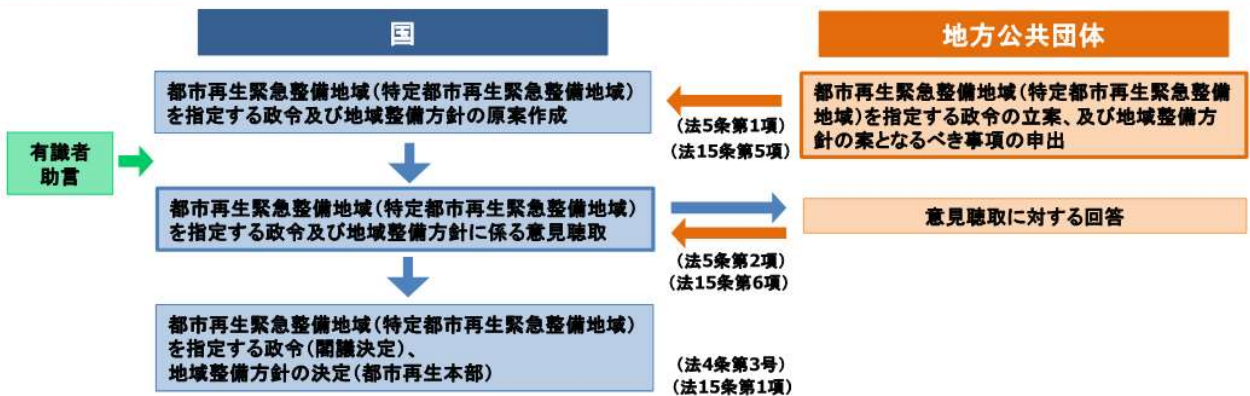 国
地方公共団体
都市再生緊急整備地域(特定都市再生緊急整備地域)
を指定する政令及び地域整備方針の原案作成
(法5条第1項)
(法15条第5項)
都市再生緊急整備地域(特定都市再生緊急整備
地域)を指定する政令の立案、及び地域整備方
針の案となるべき事項の申出
有識者
助言
都市再生緊急整備地域(特定都市再生緊急整備地域)
を指定する政令及び地域整備方針に係る意見聴取
意見聴取に対する回答
(法5条第2項)
(法15条第6項)
都市再生緊急整備地域(特定都市再生緊急整備地域)
を指定する政令(閣議決定)、
地域整備方針の決定(都市再生本部)
(法4条第3号)
(法15条第1項)